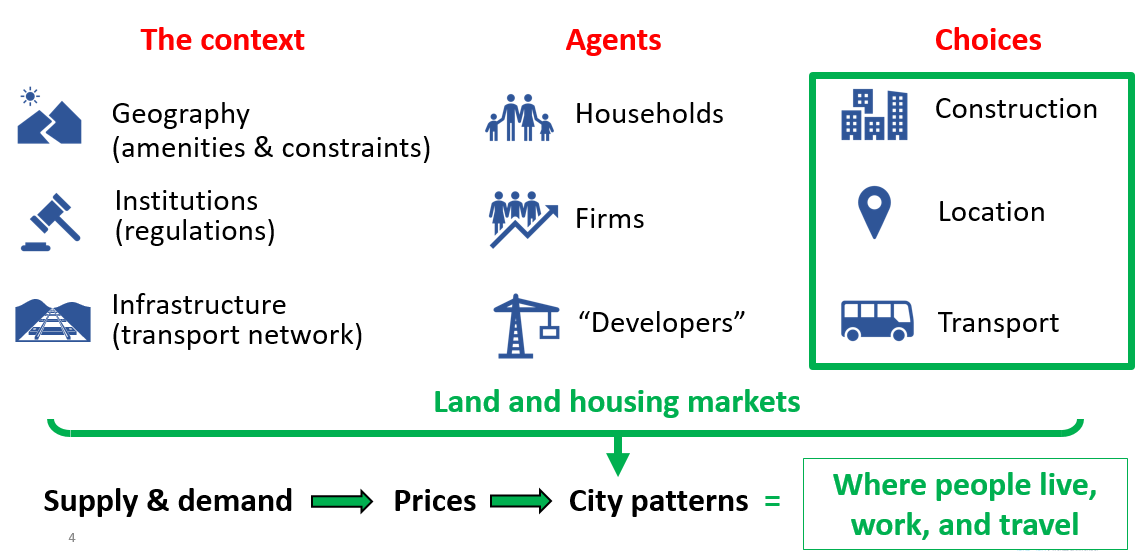 The context
Agents
Choices
Geography
(amenities & constraints)
Households
Construction
Institutions
(regulations)
Firms
Location
Infrastructure
(transport network)
“Developers”
Transport
Land and housing markets
Supply & demand
Prices
City patterns
=
Where people live,
work, and travel
4